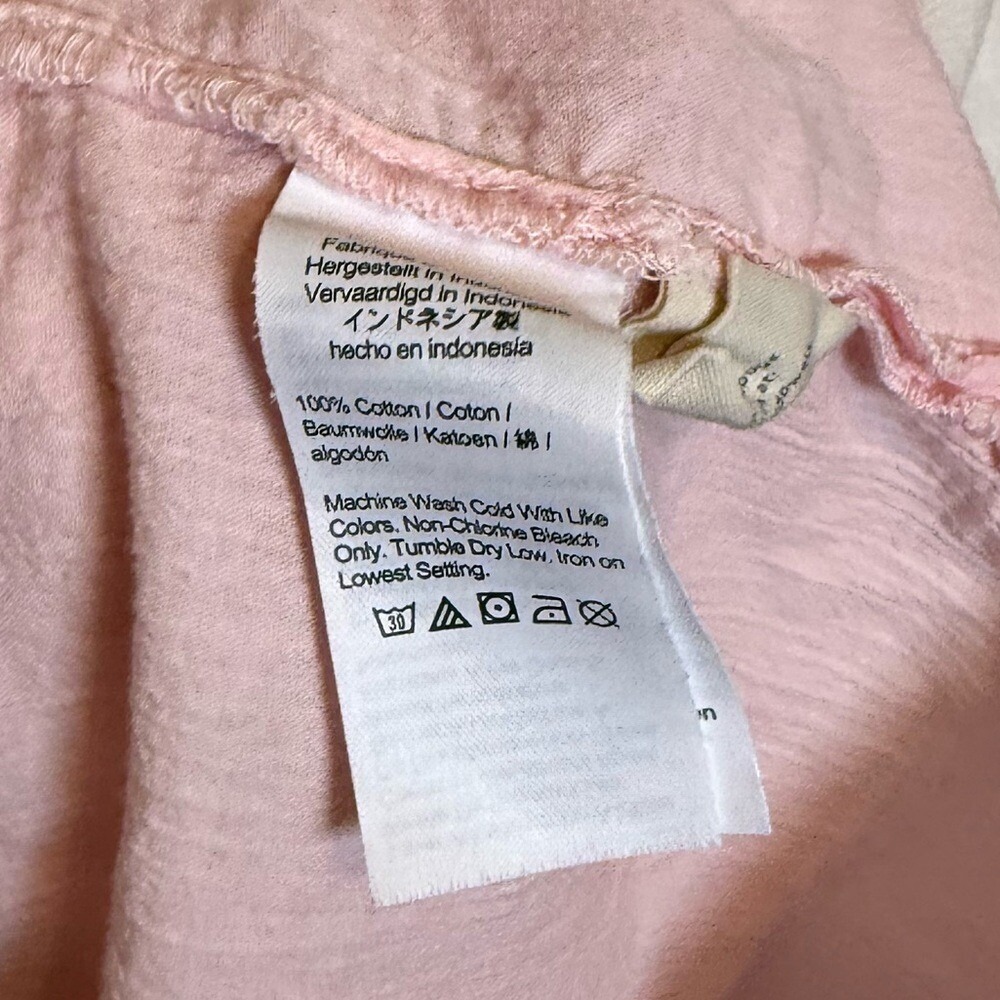 Hergestellt in
Vervaardigd in Indonesie
インドネシア製
hecho en indonesia
100% Cotton | Coton |
Baumwolle | Katoen | 綿 |
algodón
Machine Wash Cold With Like
Colors. Non-Chlorine Bleach
Only. Tumble Dry Low, Iron on
Lowest Setting.
30